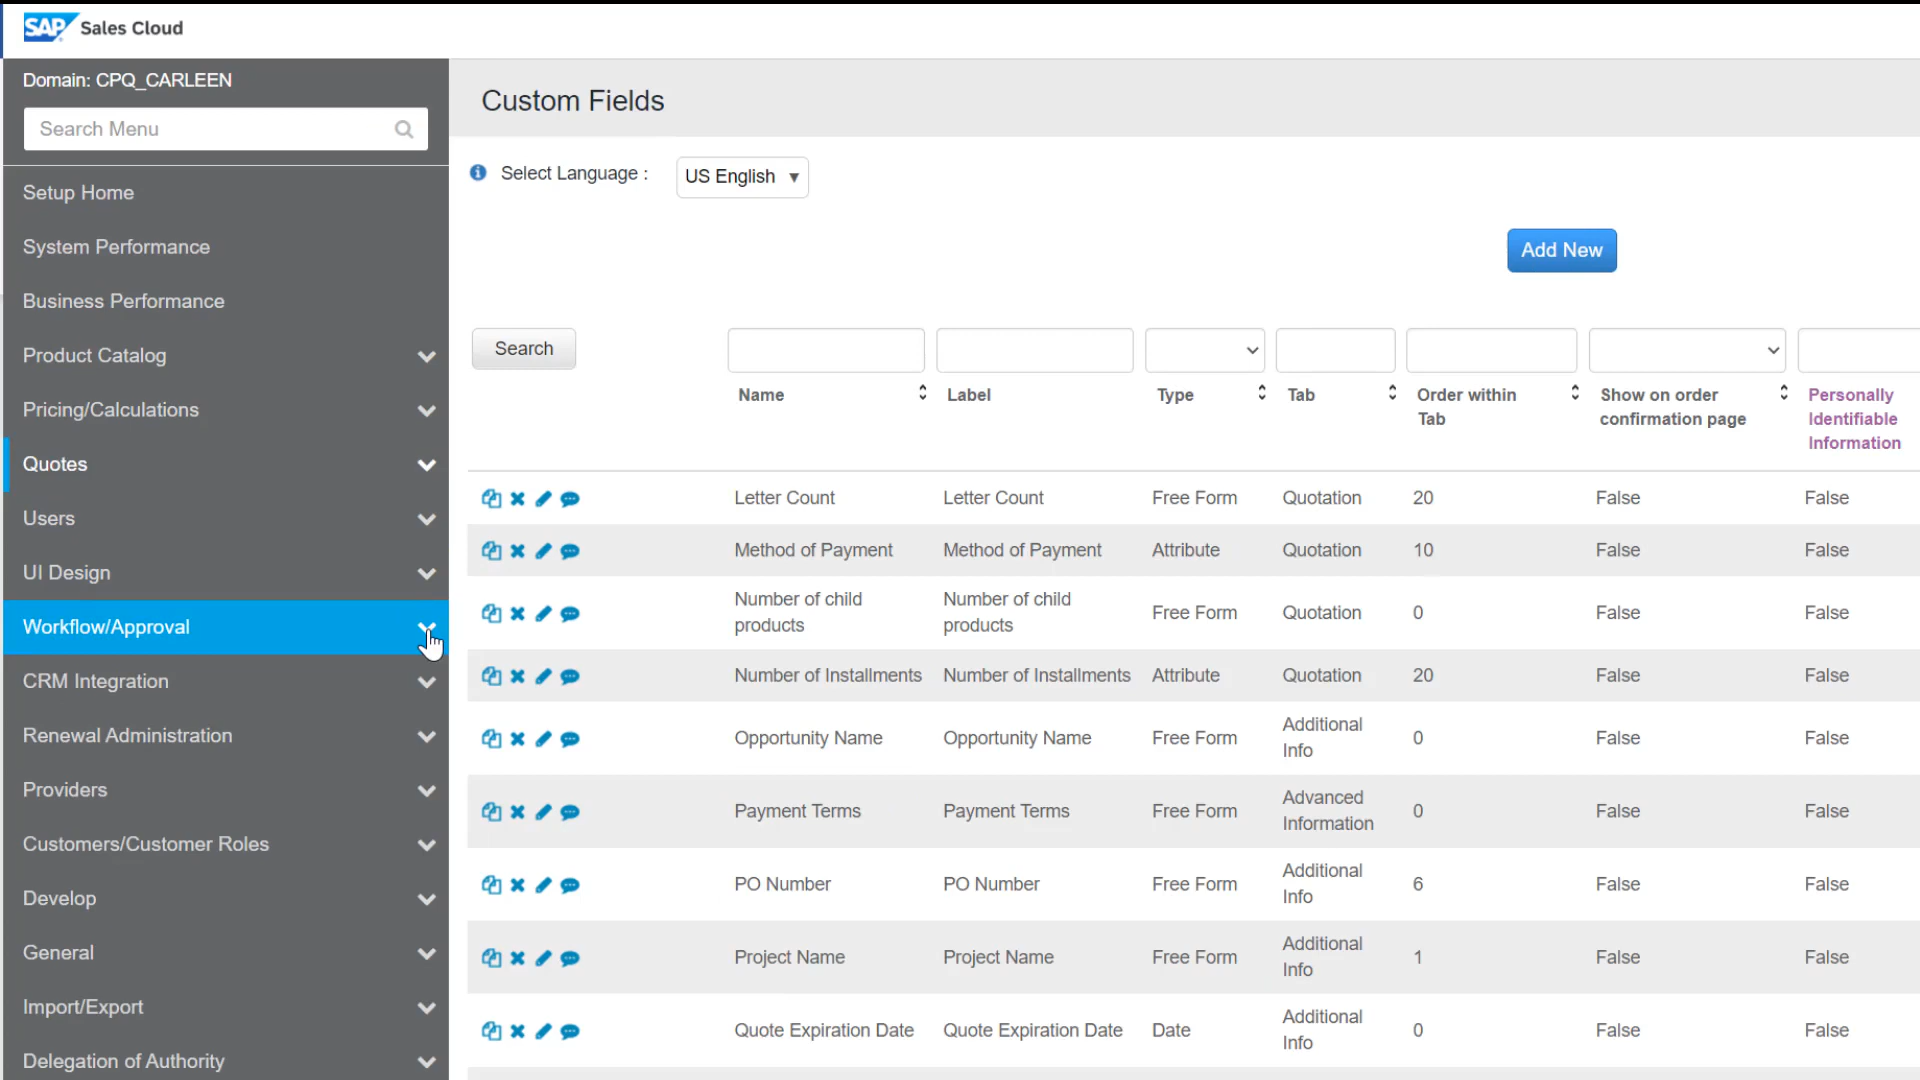 SAP Sales Cloud
Domain: CPQ_CARLEEN
Search Menu
Setup Home
System Performance
Business Performance
Product Catalog
Pricing/Calculations
Quotes
Users
UI Design
Workflow/Approval
CRM Integration
Renewal Administration
Providers
Customers/Customer Roles
Develop
General
Import/Export
Delegation of Authority
Custom Fields
Select Language :
US English
Add New
Search
Name Label Type Tab Order within Show on order Personally
Tab confirmation page Identifiable
Information
Letter Count Letter Count Free Form Quotation 20 False False
Method of Payment Method of Payment Attribute Quotation 10 False False
Number of child Number of child
products products Free Form Quotation 0 False False
Number of Installments Number of Installments Attribute Quotation 20 False False
Opportunity Name Opportunity Name Free Form Additional 0 False False
Info
Payment Terms Payment Terms Free Form Advanced 0 False False
Information
PO Number PO Number Free Form Additional 6 False False
Info
Project Name Project Name Free Form Additional 1 False False
Info
Quote Expiration Date Quote Expiration Date Date Additional 0 False False
Info